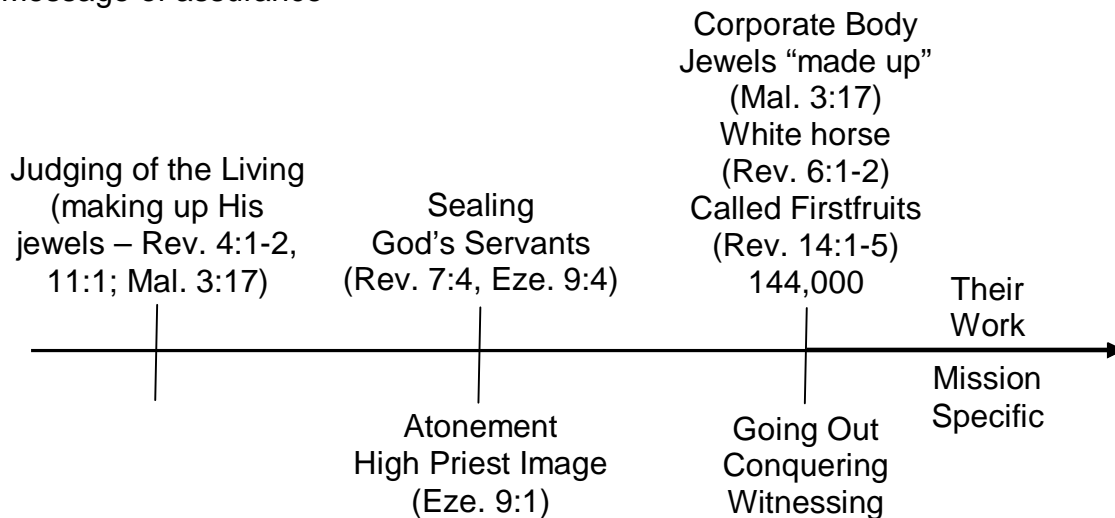 Message of assurance
Corporate Body
Jewels “made up”
(Mal. 3:17)
White horse
(Rev. 6:1-2)
Called Firstfruits
(Rev. 14:1-5)
144,000
Judging of the Living
(making up His
jewels – Rev. 4:1-2,
11:1; Mal. 3:17)
Sealing
God’s Servants
(Rev. 7:4, Eze. 9:4)
Their
Work
Mission
Specific
Atonement
High Priest Image
(Eze. 9:1)
Going Out
Conquering
Witnessing